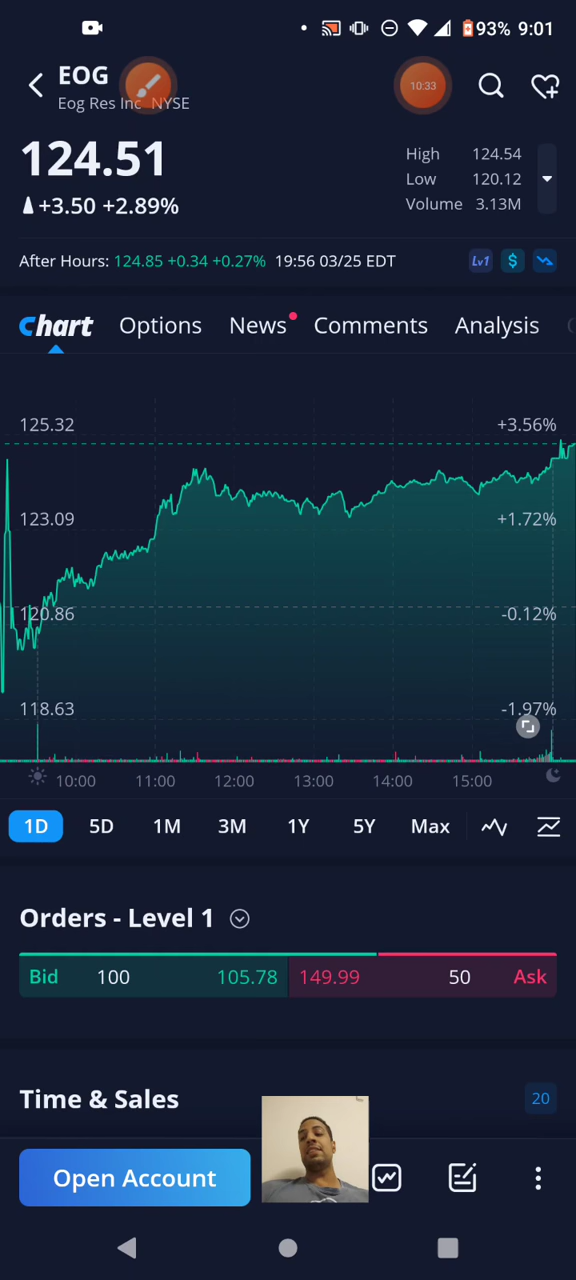 93% 9:01
EOG
Eog Res Inc NYSE
10:33
124.51
+3.50 +2.89%
High 124.54
Low 120.12
Volume 3.13M
After Hours: 124.85 +0.34 +0.27% 19:56 03/25 EDT
Lv1 $
Chart Options News Comments Analysis
125.32 +3.56%
123.09 +1.72%
120.86 -0.12%
118.63 -1.97%
10:00 11:00 12:00 13:00 14:00 15:00
1D 5D 1M 3M 1Y 5Y Max
Orders - Level 1
Bid 100 105.78 149.99 50 Ask
Time & Sales 20
Open Account